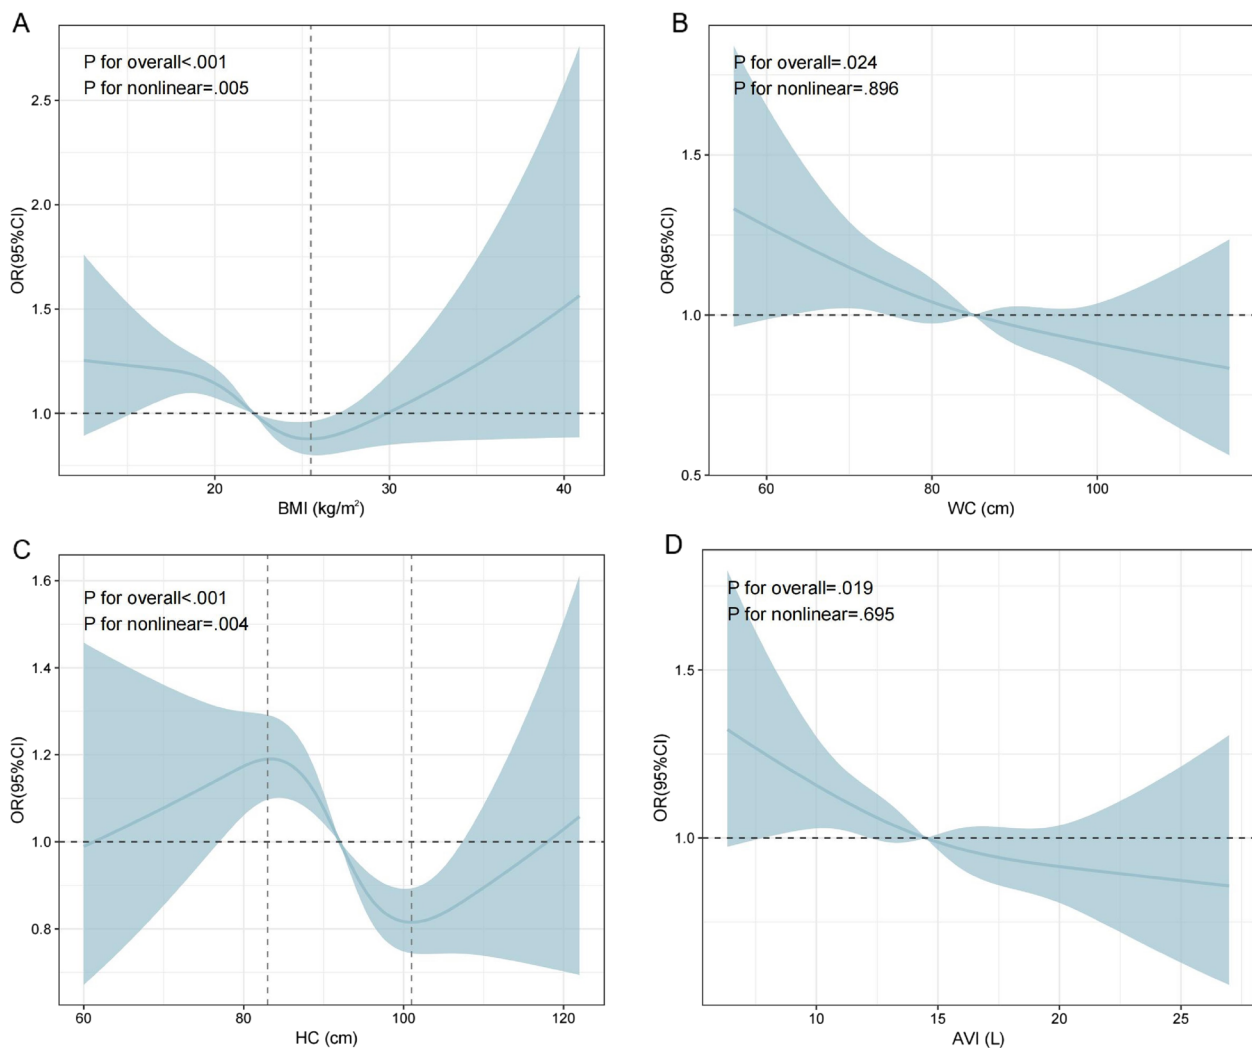 A
P for overall<.001
P for nonlinear=.005
OR(95%CI)
2.5
2.0
1.5
1.0
20
30
40
BMI (kg/m²)
B
P for overall=.024
P for nonlinear=.896
OR(95%CI)
1.5
1.0
0.5
60
80
100
WC (cm)
C
P for overall<.001
P for nonlinear=.004
OR(95%CI)
1.6
1.4
1.2
1.0
0.8
60
80
100
120
HC (cm)
D
P for overall=.019
P for nonlinear=.695
OR(95%CI)
1.5
1.0
10
15
20
25
AVI (L)